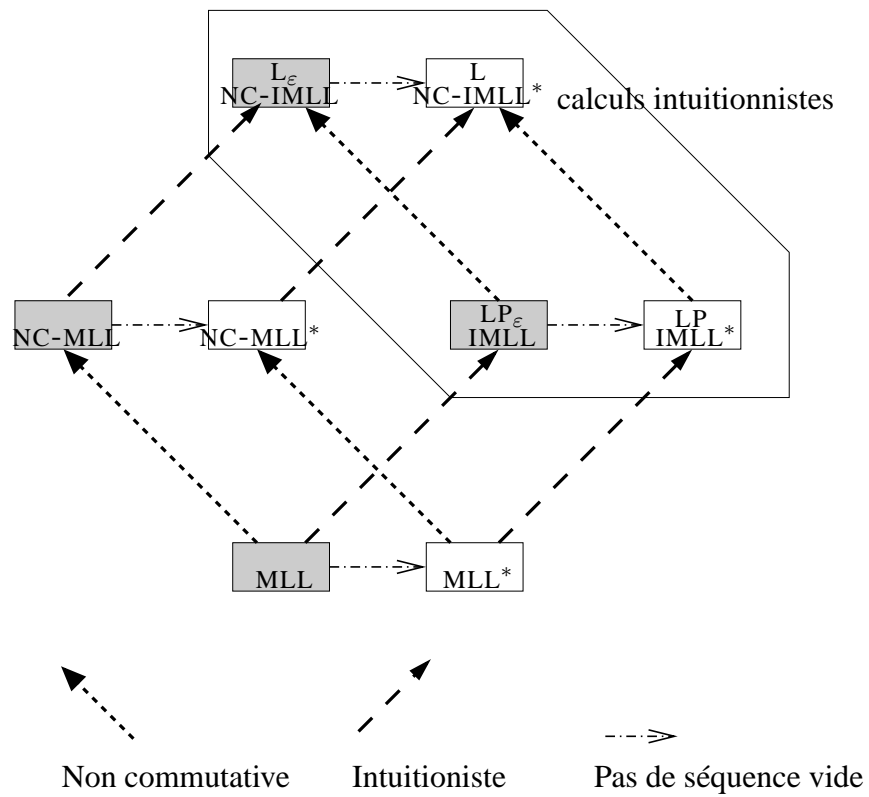 Lε
NC-IMLL
L
NC-IMLL*
calculs intuitionnistes
NC-MLL
NC-MLL*
LPε
IMLL
LP
IMLL*
MLL
MLL*
Non commutative
Intuitioniste
Pas de séquence vide